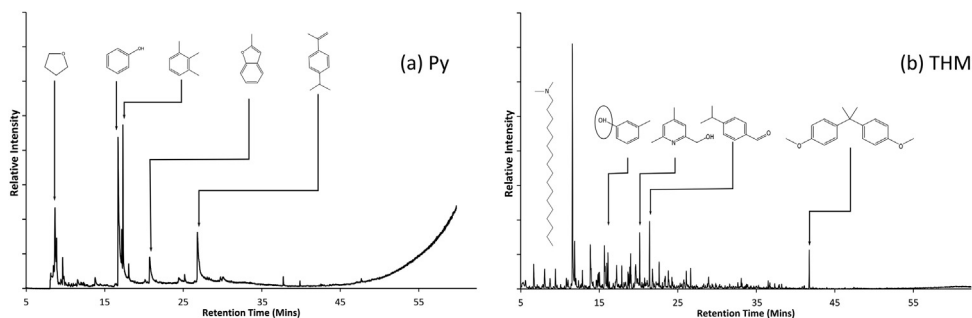 (a) Py
OH
O
O
Relative Intensity
5 15 25 35 45 55
Retention Time (Mins)
(b) THM
N
OH
N
OH
O
O
O
Relative Intensity
5 15 25 35 45 55
Retention Time (Mins)